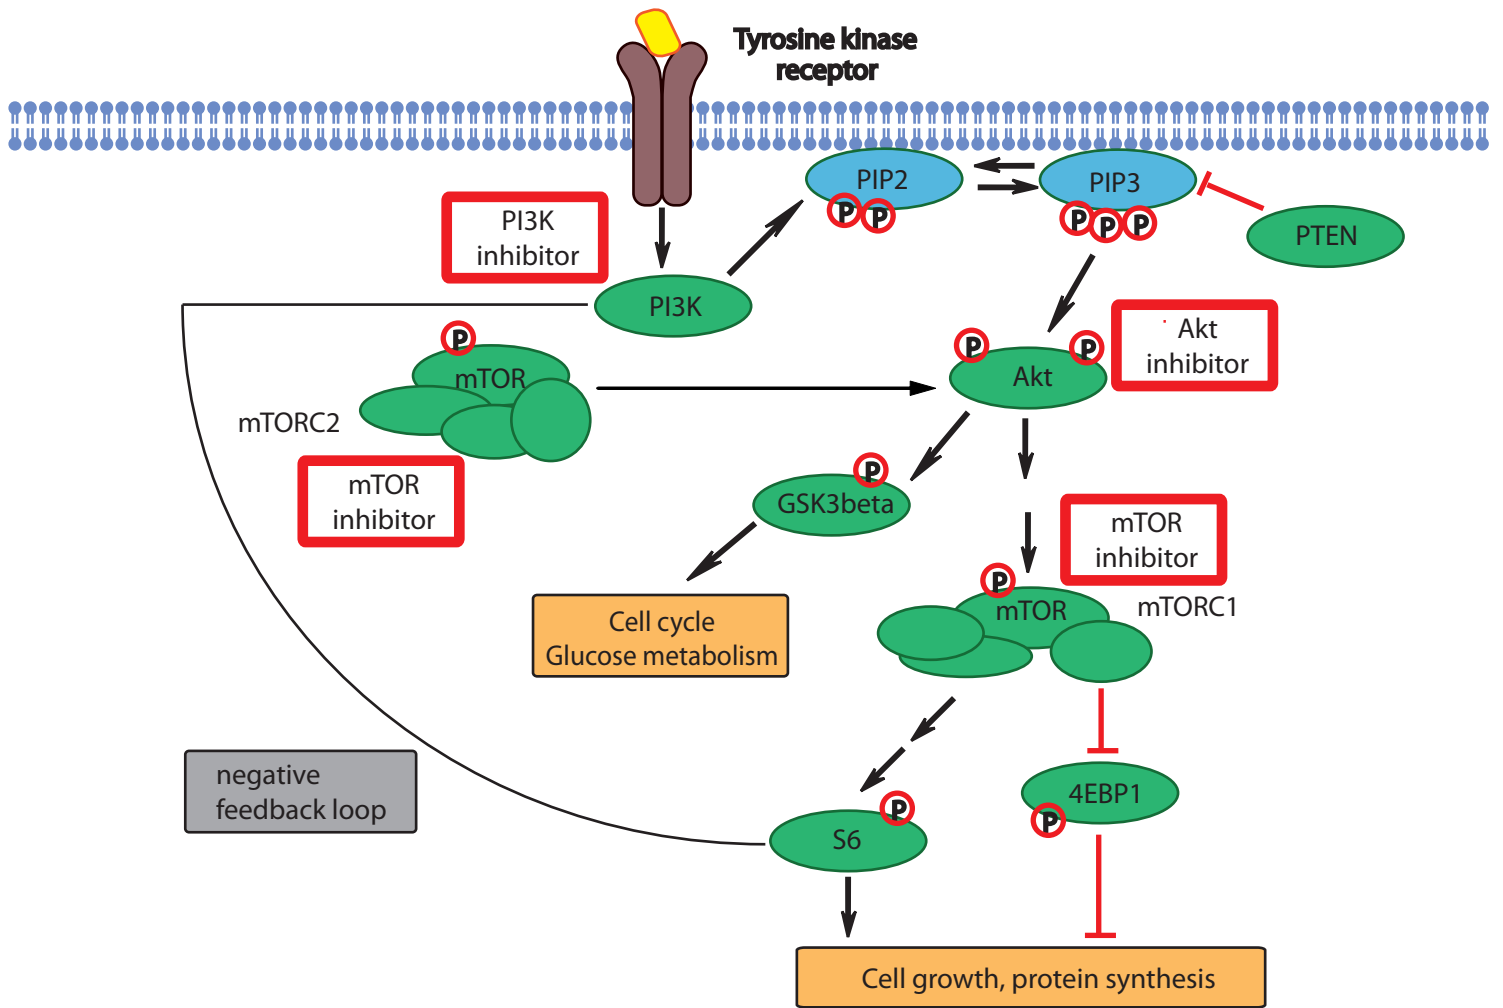 Tyrosine kinase
receptor
PIP2
P
P
PIP3
P
P
P
PTEN
PI3K
inhibitor
PI3K
Akt
inhibitor
P
P
Akt
P
mTOR
mTORC2
mTOR
inhibitor
P
GSK3beta
mTOR
inhibitor
P
mTOR
mTORC1
Cell cycle
Glucose metabolism
negative
feedback loop
P
S6
4EBP1
P
Cell growth, protein synthesis